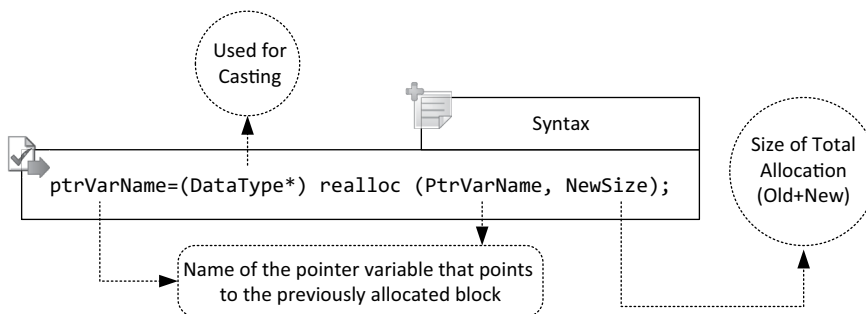 Used for
Casting
Syntax
Size of Total
Allocation
(Old+New)
ptrVarName=(DataType*) realloc (PtrVarName, NewSize);
Name of the pointer variable that points
to the previously allocated block